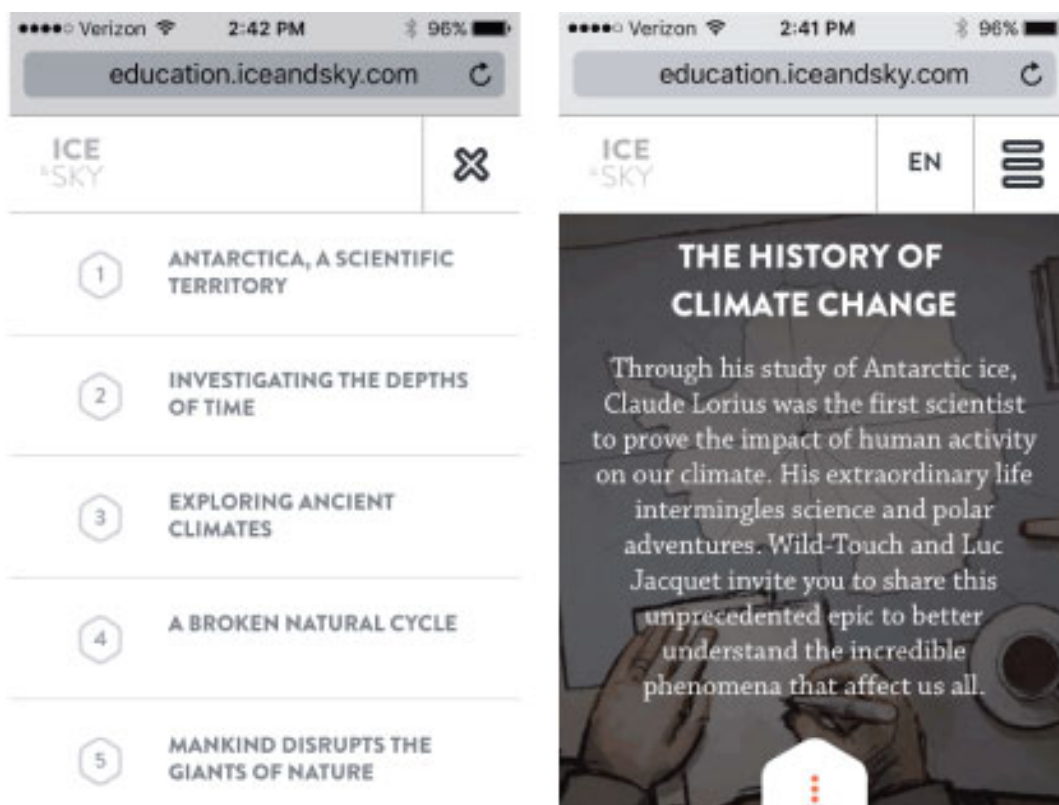 Verizon 2:42 PM 96%
education.iceandsky.com
ICE
&SKY
1 ANTARCTICA, A SCIENTIFIC
TERRITORY
2 INVESTIGATING THE DEPTHS
OF TIME
3 EXPLORING ANCIENT
CLIMATES
4 A BROKEN NATURAL CYCLE
5 MANKIND DISRUPTS THE
GIANTS OF NATURE
Verizon 2:41 PM 96%
education.iceandsky.com
ICE
&SKY
EN
THE HISTORY OF
CLIMATE CHANGE
Through his study of Antarctic ice,
Claude Lorius was the first scientist
to prove the impact of human activity
on our climate. His extraordinary life
intermingles science and polar
adventures. Wild-Touch and Luc
Jacquet invite you to share this
unprecedented epic to better
understand the incredible
phenomena that affect us all.